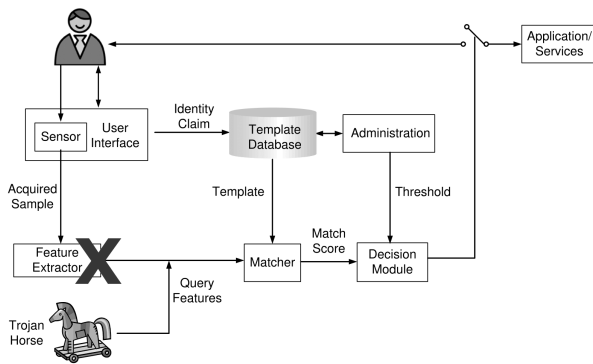 Application/
Services
Identity
Claim
Sensor
User
Interface
Template
Database
Administration
Acquired
Sample
Template
Threshold
Match
Score
Feature
Extractor
Matcher
Decision
Module
Query
Features
Trojan
Horse